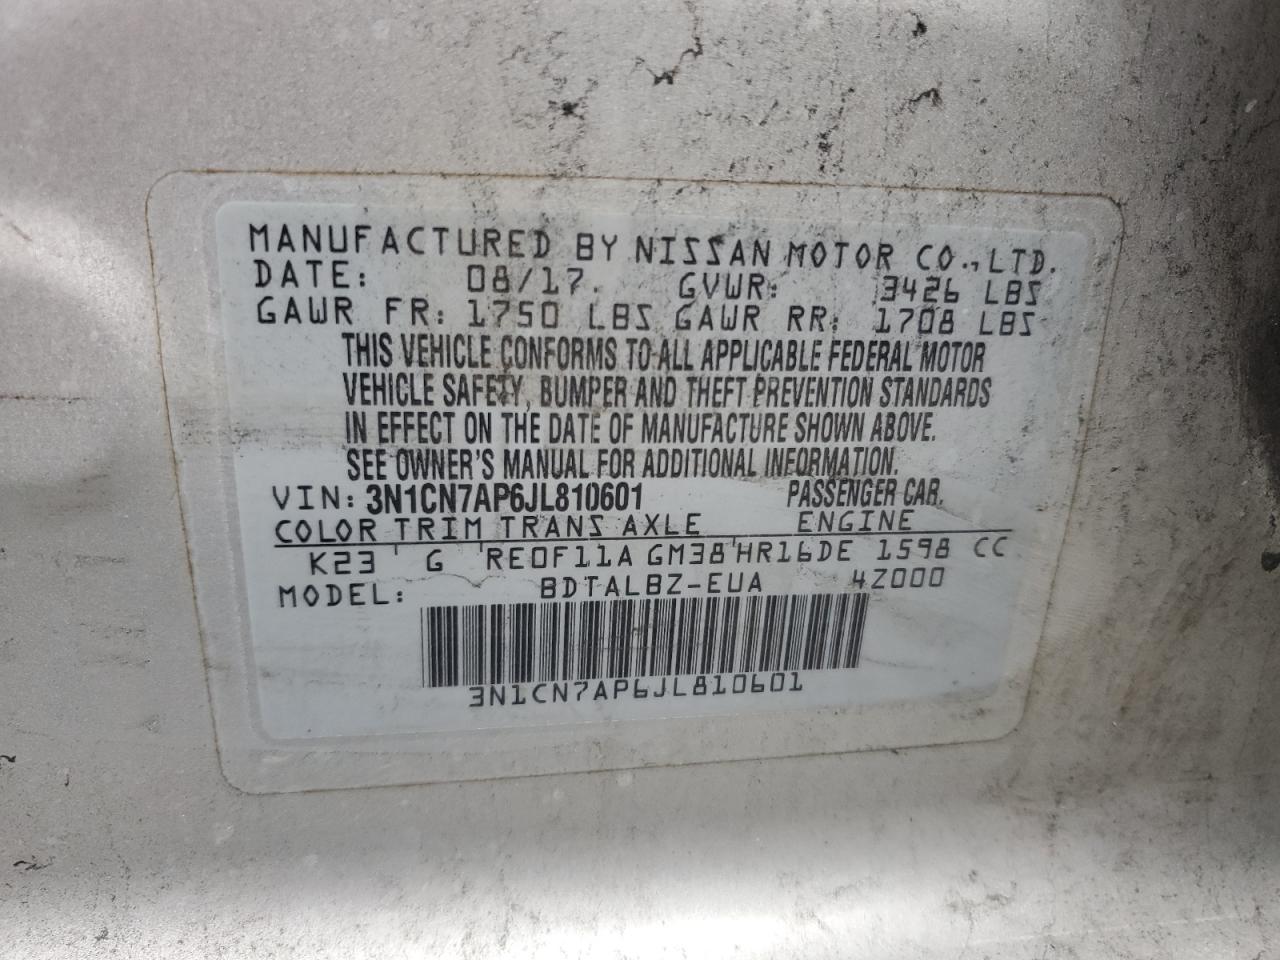 MANUFACTURED BY NISSAN MOTOR CO., LTD.
DATE: 08/17. GVWR: 3426 LBS
GAWR FR: 1750 LBS GAWR RR: 1708 LBS
THIS VEHICLE CONFORMS TO ALL APPLICABLE FEDERAL MOTOR
VEHICLE SAFETY, BUMPER AND THEFT PREVENTION STANDARDS
IN EFFECT ON THE DATE OF MANUFACTURE SHOWN ABOVE.
SEE OWNER'S MANUAL FOR ADDITIONAL INFORMATION.
VIN: 3N1CN7AP6JL810601 PASSENGER CAR.
COLOR TRIM TRANS AXLE ENGINE
K23 ' G ' RE0F11A GM38 ' HR16DE 1598 CC
MODEL: BDTALBZ-EUA 4Z000
3N1CN7AP6JL810601